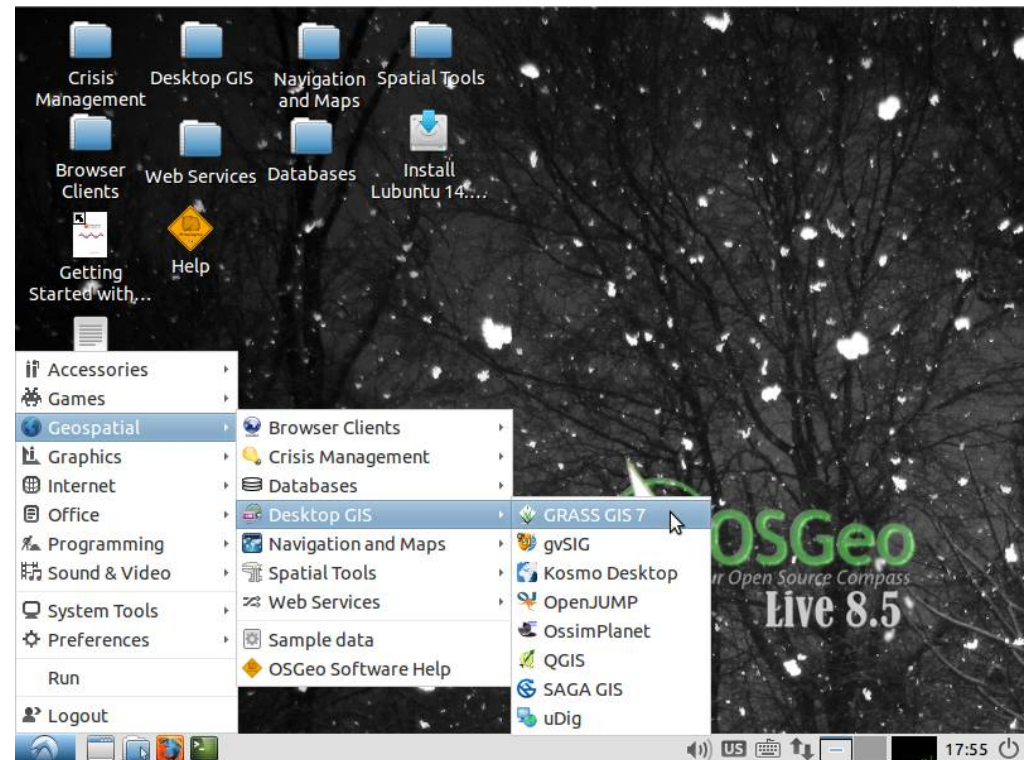 Crisis
Management
Desktop GIS
Navigation
and Maps
Spatial Tools
Browser
Clients
Web Services
Databases
Install
Lubuntu 14....
Getting
Started with...
Help
Accessories
Games
Geospatial
Graphics
Internet
Office
Programming
Sound & Video
System Tools
Preferences
Run
Logout
Browser Clients
Crisis Management
Databases
Desktop GIS
Navigation and Maps
Spatial Tools
Web Services
Sample data
OSGeo Software Help
GRASS GIS 7
gvSIG
Kosmo Desktop
OpenJUMP
OssimPlanet
QGIS
SAGA GIS
uDig
OSGeo
r Open Source Compass
Live 8.5
US
17:55